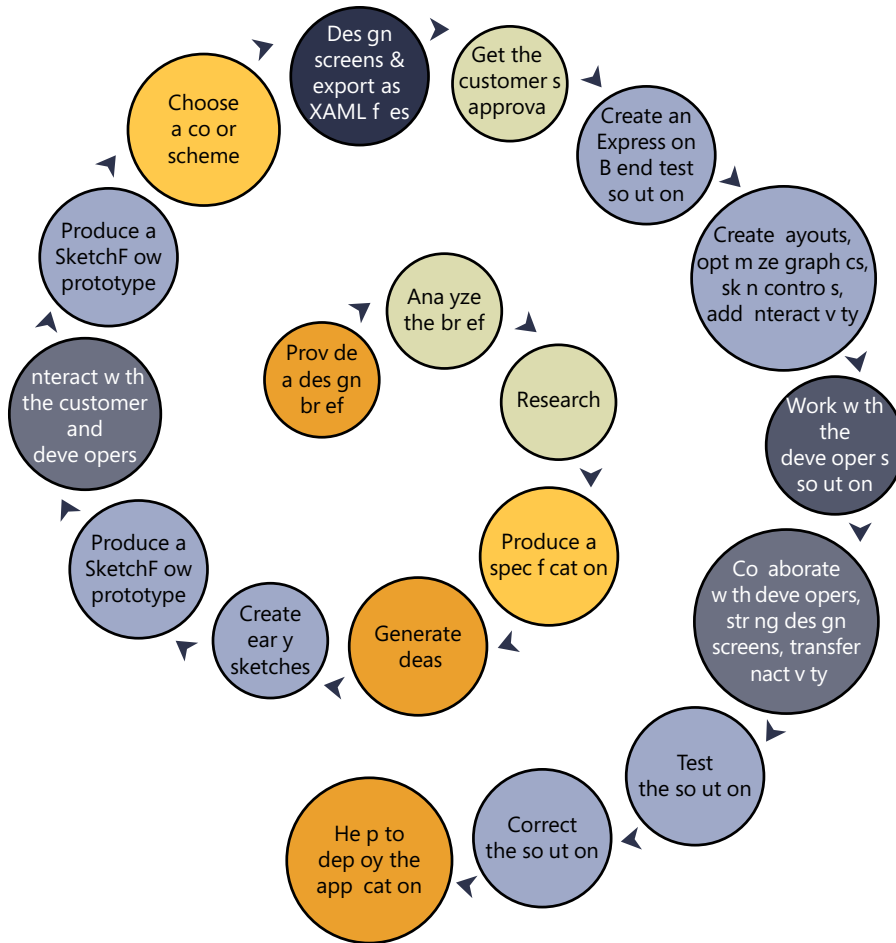 Prov de
a des gn
br ef
Ana yze
the br ef
Research
Produce a
spec f cat on
Generate
deas
Create
ear y
sketches
Produce a
SketchF ow
prototype
nteract w th
the customer
and
deve opers
Produce a
SketchF ow
prototype
Choose
a co or
scheme
Des gn
screens &
export as
XAML f es
Get the
customer s
approva
Create an
Express on
B end test
so ut on
Create ayouts,
opt m ze graph cs,
sk n contro s,
add nteract v ty
Work w th
the
deve oper s
so ut on
Co aborate
w th deve opers,
str ng des gn
screens, transfer
nact v ty
Test
the so ut on
Correct
the so ut on
He p to
dep oy the
app cat on